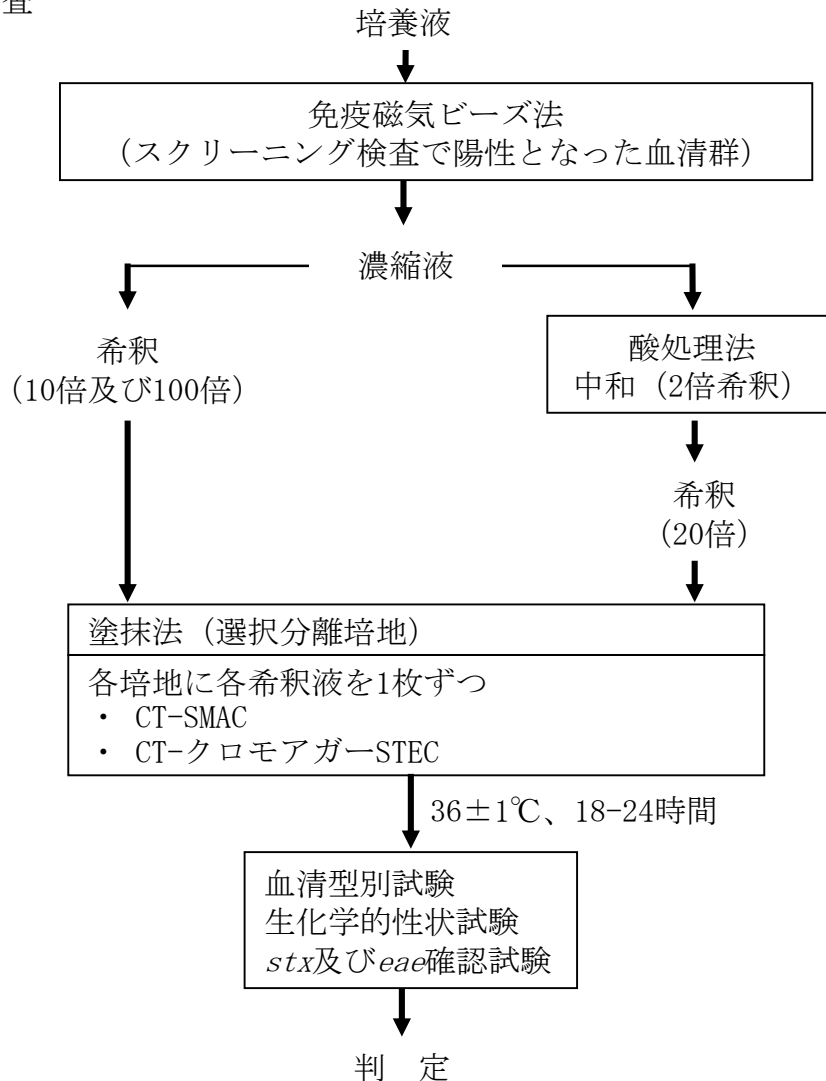 査
培養液
免疫磁気ビーズ法
（スクリーニング検査で陽性となった血清群）
濃縮液
希釈
（10倍及び100倍）
酸処理法
中和（2倍希釈）
希釈
（20倍）
塗抹法（選択分離培地）
各培地に各希釈液を1枚ずつ
・ CT-SMAC
・ CT-クロモアガーSTEC
36±1℃、18-24時間
血清型別試験
生化学的性状試験
stx及びeae確認試験
判　定